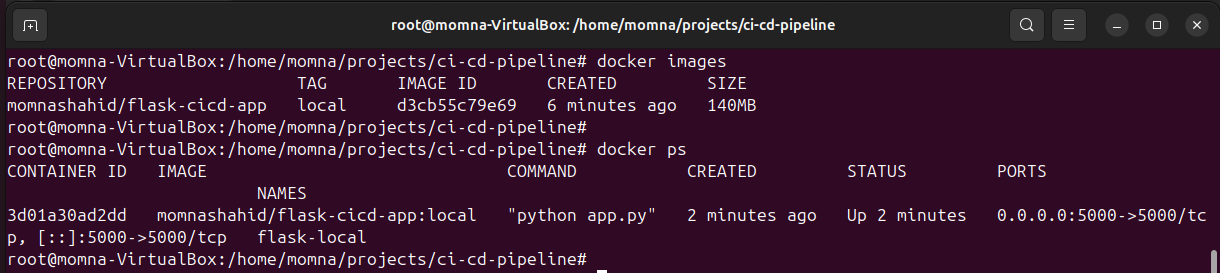 root@momna-VirtualBox: /home/momna/projects/ci-cd-pipeline
root@momna-VirtualBox:/home/momna/projects/ci-cd-pipeline# docker images
REPOSITORY                   TAG       IMAGE ID       CREATED         SIZE
momnashahid/flask-cicd-app   local     d3cb55c79e69   6 minutes ago   140MB
root@momna-VirtualBox:/home/momna/projects/ci-cd-pipeline#
root@momna-VirtualBox:/home/momna/projects/ci-cd-pipeline# docker ps
CONTAINER ID   IMAGE                              COMMAND           CREATED         STATUS         PORTS
                         NAMES
3d01a30ad2dd   momnashahid/flask-cicd-app:local   "python app.py"   2 minutes ago   Up 2 minutes   0.0.0.0:5000->5000/tc
p, [::]:5000->5000/tcp   flask-local
root@momna-VirtualBox:/home/momna/projects/ci-cd-pipeline#